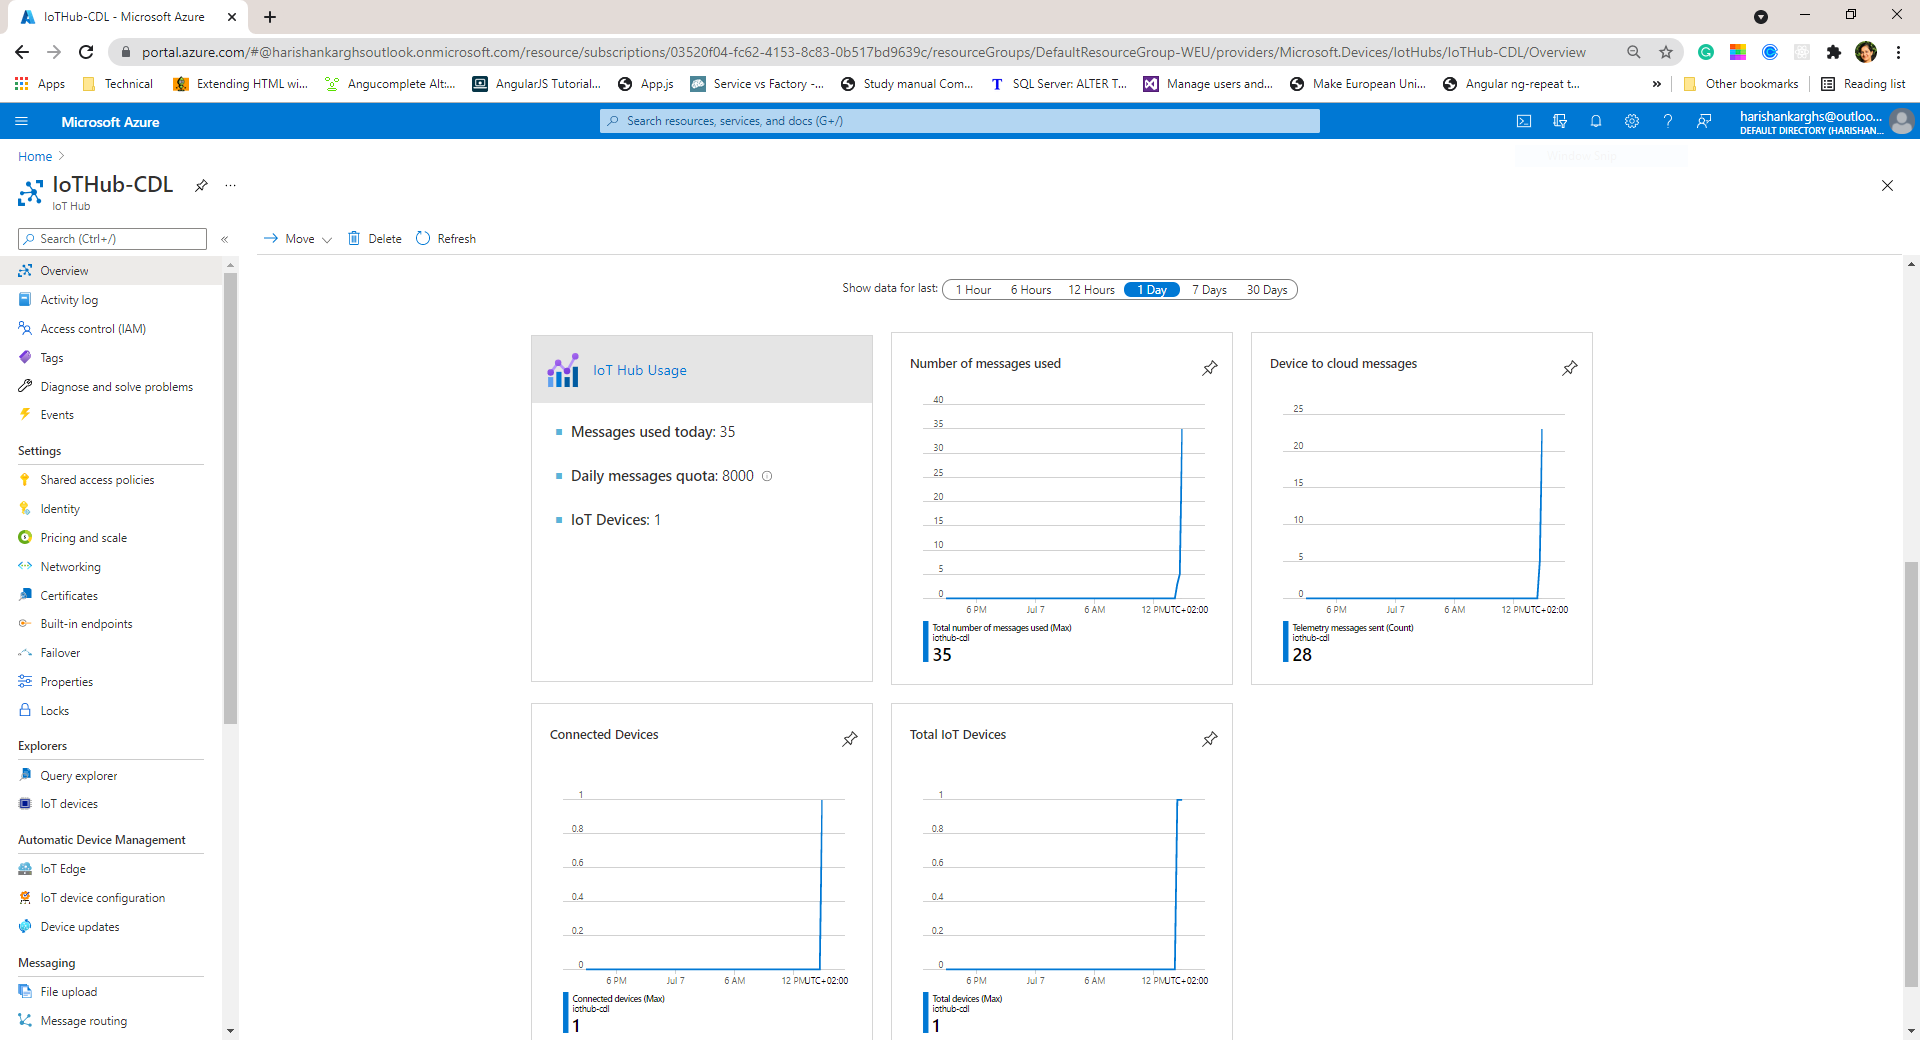 IoTHub-CDL - Microsoft Azure
portal.azure.com/#@harishankarghsoutlook.onmicrosoft.com/resource/subscriptions/03520f04-fc62-4153-8c83-0b517bd9639c/resourceGroups/DefaultResourceGroup-WEU/providers/Microsoft.Devices/IotHubs/IoTHub-CDL/Overview
Apps Technical Extending HTML wi... Angucomplete Alt:... AngularJS Tutorial... App.js Service vs Factory -... Study manual Com... SQL Server: ALTER T... Manage users and... Make European Uni... Angular ng-repeat t... » Other bookmarks Reading list
Microsoft Azure
Search resources, services, and docs (G+/)
harishankarghs@outloo...
DEFAULT DIRECTORY (HARISHAN...
Home
IoTHub-CDL
IoT Hub
Search (Ctrl+/)
«
Move Delete Refresh
Overview
Activity log
Access control (IAM)
Tags
Diagnose and solve problems
Events
Settings
Shared access policies
Identity
Pricing and scale
Networking
Certificates
Built-in endpoints
Failover
Properties
Locks
Explorers
Query explorer
IoT devices
Automatic Device Management
IoT Edge
IoT device configuration
Device updates
Messaging
File upload
Message routing
Show data for last: 1 Hour 6 Hours 12 Hours 1 Day 7 Days 30 Days
IoT Hub Usage
Messages used today: 35
Daily messages quota: 8000
IoT Devices: 1
Number of messages used
40
35
30
25
20
15
10
5
0
6 PM Jul 7 6 AM 12 PM UTC+02:00
Total number of messages used (Max)
iothub-cdl
35
Device to cloud messages
25
20
15
10
5
0
6 PM Jul 7 6 AM 12 PM UTC+02:00
Telemetry messages sent (Count)
iothub-cdl
28
Connected Devices
1
0.8
0.6
0.4
0.2
0
6 PM Jul 7 6 AM 12 PM UTC+02:00
Connected devices (Max)
iothub-cdl
1
Total IoT Devices
1
0.8
0.6
0.4
0.2
0
6 PM Jul 7 6 AM 12 PM UTC+02:00
Total devices (Max)
iothub-cdl
1